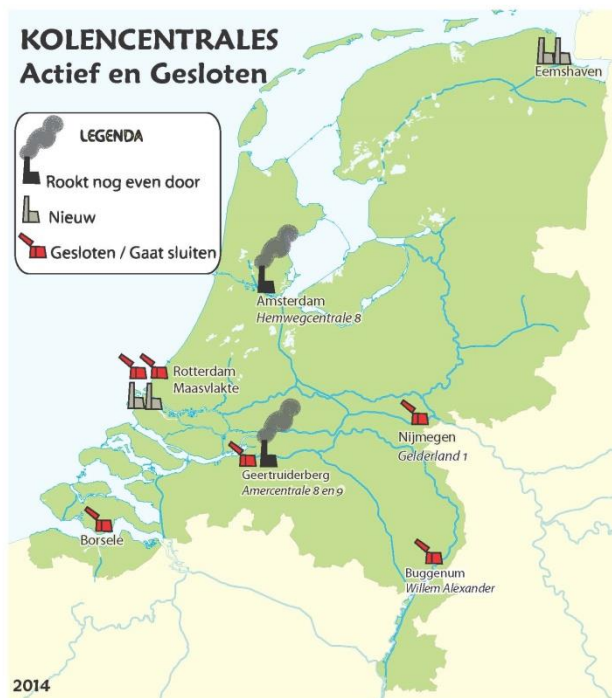 KOLENCENTRALES
Actief en Gesloten
LEGENDA
Rookt nog even door
Nieuw
Gesloten / Gaat sluiten
Eemshaven
Amsterdam
Hemwegcentrale 8
Rotterdam
Maasvlakte
Nijmegen
Gelderland 1
Geertruiderberg
Amercentrale 8 en 9
Borsele
Buggenum
Willem Alexander
2014